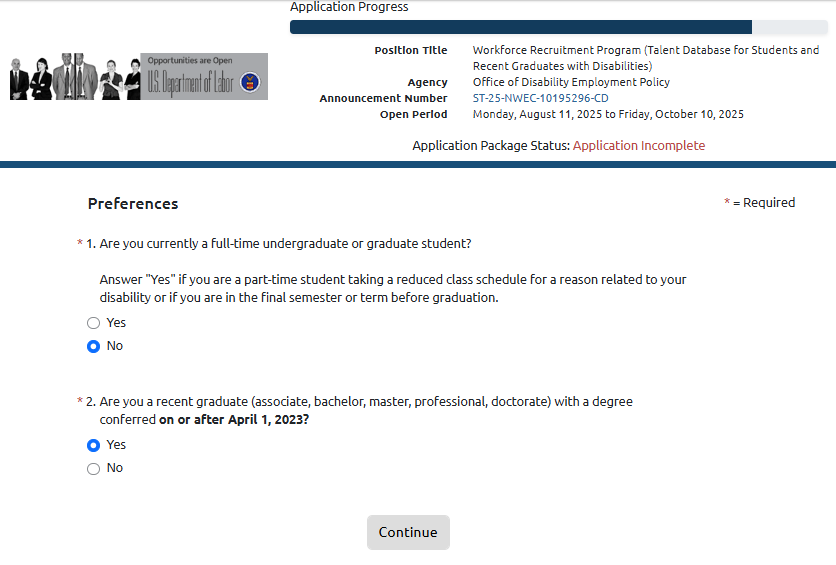 Application Progress
Opportunities are Open
U.S. Department of Labor
Position Title Workforce Recruitment Program (Talent Database for Students and
Recent Graduates with Disabilities)
Agency Office of Disability Employment Policy
Announcement Number ST-25-NWEC-10195296-CD
Open Period Monday, August 11, 2025 to Friday, October 10, 2025
Application Package Status: Application Incomplete
Preferences
* = Required
* 1. Are you currently a full-time undergraduate or graduate student?
Answer "Yes" if you are a part-time student taking a reduced class schedule for a reason related to your
disability or if you are in the final semester or term before graduation.
Yes
No
* 2. Are you a recent graduate (associate, bachelor, master, professional, doctorate) with a degree
conferred on or after April 1, 2023?
Yes
No
Continue